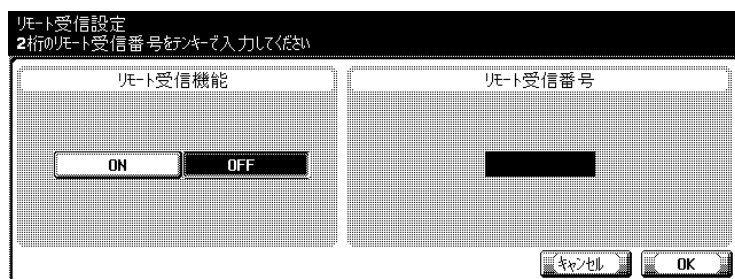 リモート受信設定
2桁のリモート受信番号をテンキーで入力してください
リモート受信機能
リモート受信番号
ON
OFF
キャンセル
OK